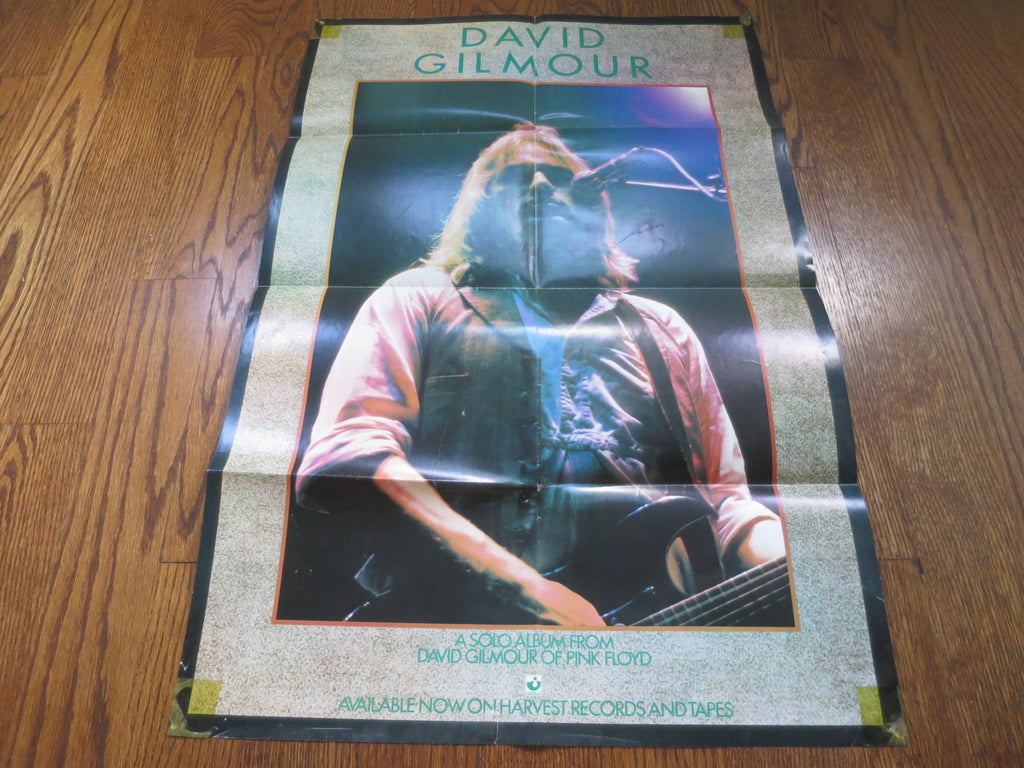 DAVID
GILMOUR
A SOLO ALBUM FROM
DAVID GILMOUR OF PINK FLOYD
AVAILABLE NOW ON HARVEST RECORDS AND TAPES